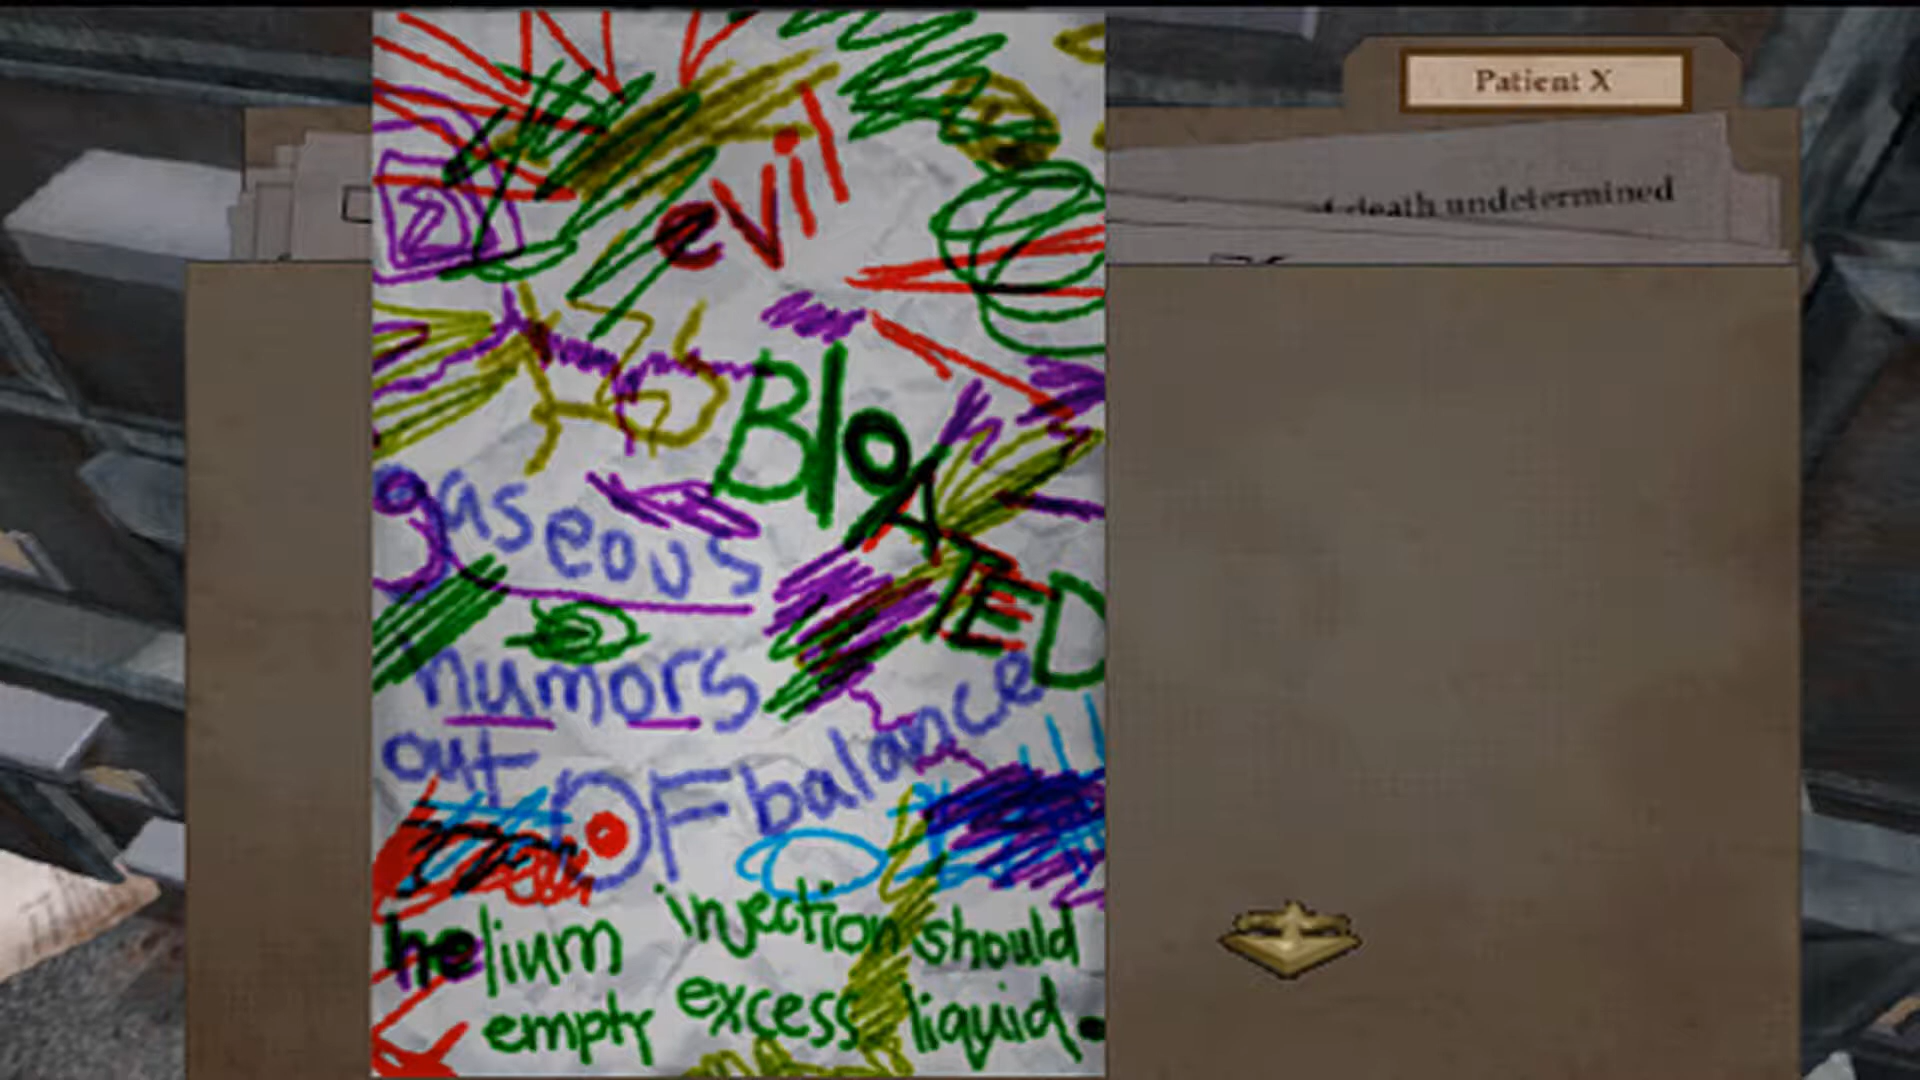 Patient X
death undetermined
evil
BloATED
gaseous
humors
out OF balance
helium injection should
empty excess liquid.